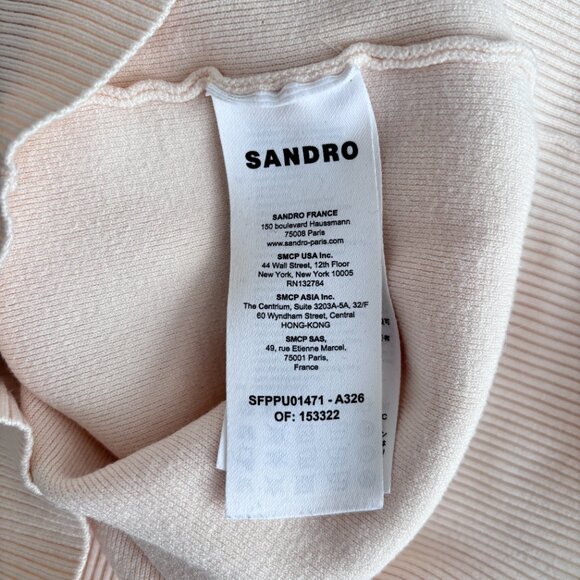 SANDRO
SANDRO FRANCE
150 boulevard Haussmann
75008 Paris
www.sandro-paris.com
SMCP USA Inc.
44 Wall Street, 12th Floor
New York, New York 10005
RN132784
SMCP ASIA Inc.
The Centrium, Suite 3203A-5A, 32/F
60 Wyndham Street, Central
HONG-KONG
SMCP SAS,
49, rue Etienne Marcel,
75001 Paris,
France
SFPPU01471 - A326
OF: 153322